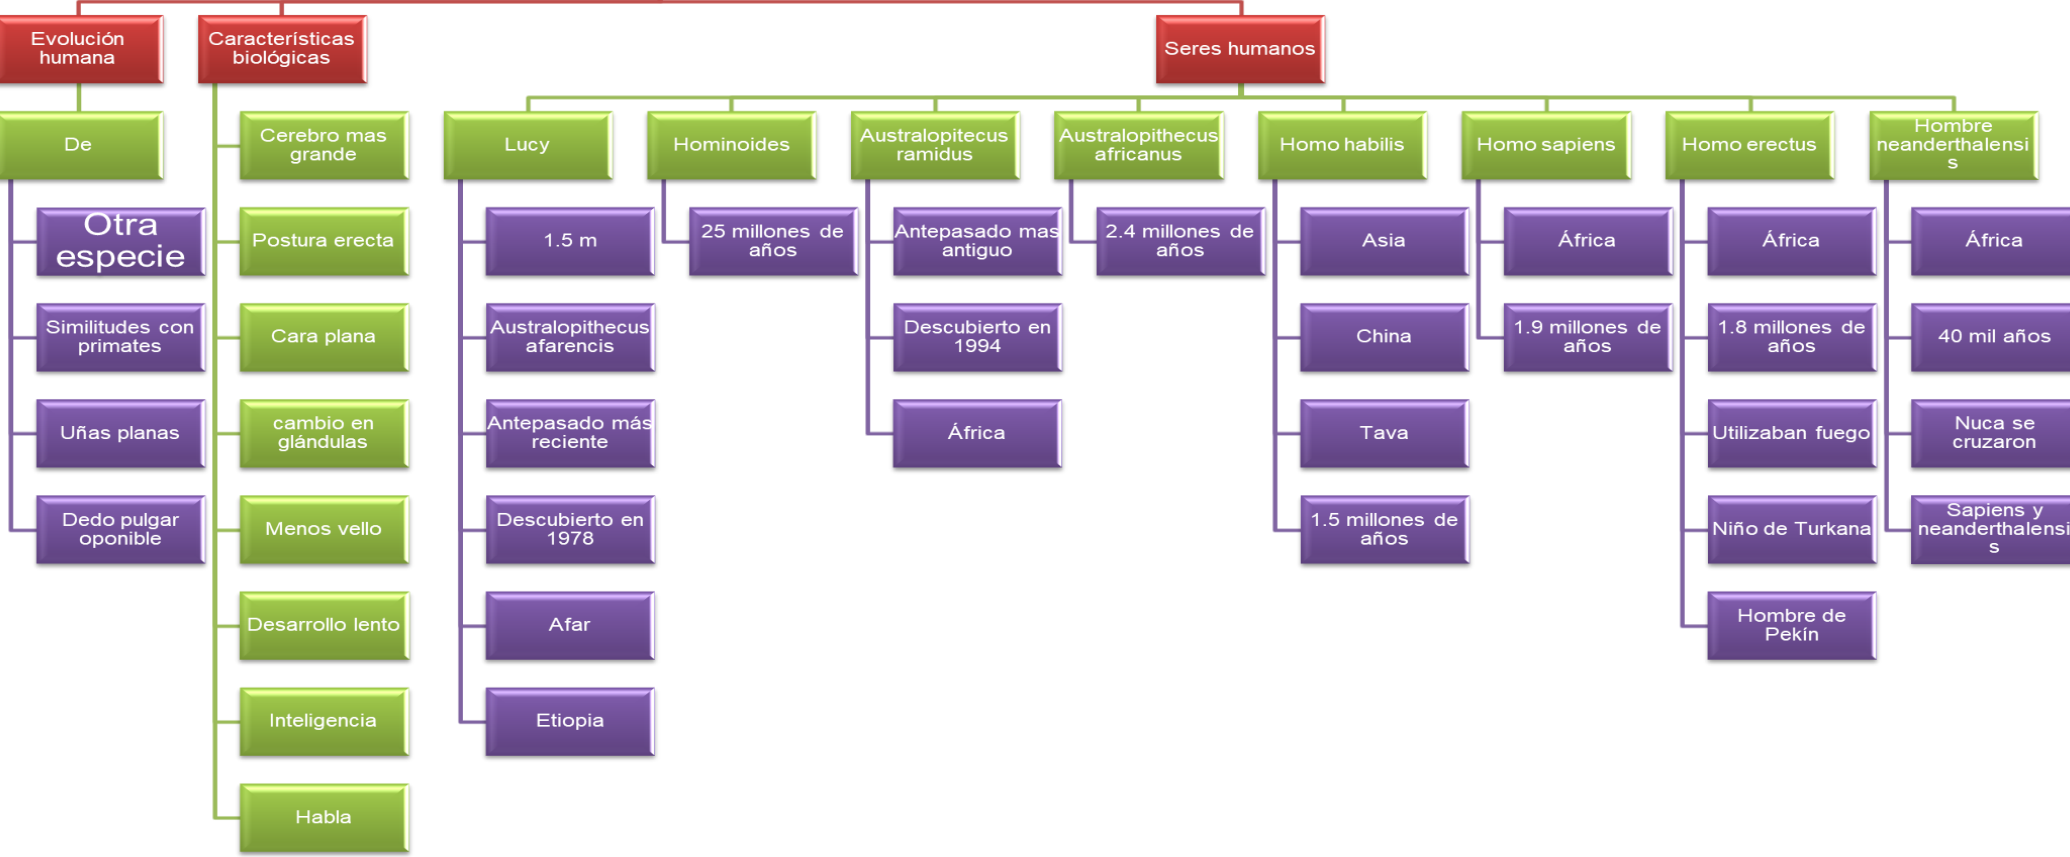 Evolución
humana
Características
biológicas
Seres humanos
De
Otra
especie
Similitudes con
primates
Uñas planas
Dedo pulgar
oponible
Cerebro mas
grande
Postura erecta
Cara plana
cambio en
glándulas
Menos vello
Desarrollo lento
Inteligencia
Habla
Lucy
1.5 m
Australopithecus
afarencis
Antepasado más
reciente
Descubierto en
1978
Afar
Etiopia
Hominoides
25 millones de
años
Australopitecus
ramidus
Antepasado mas
antiguo
Descubierto en
1994
África
Australopithecus
africanus
2.4 millones de
años
Homo habilis
Asia
China
Tava
1.5 millones de
años
Homo sapiens
África
1.9 millones de
años
Homo erectus
África
1.8 millones de
años
Utilizaban fuego
Niño de Turkana
Hombre de
Pekín
Hombre
neanderthalensi
s
África
40 mil años
Nuca se
cruzaron
Sapiens y
neanderthalensi
s